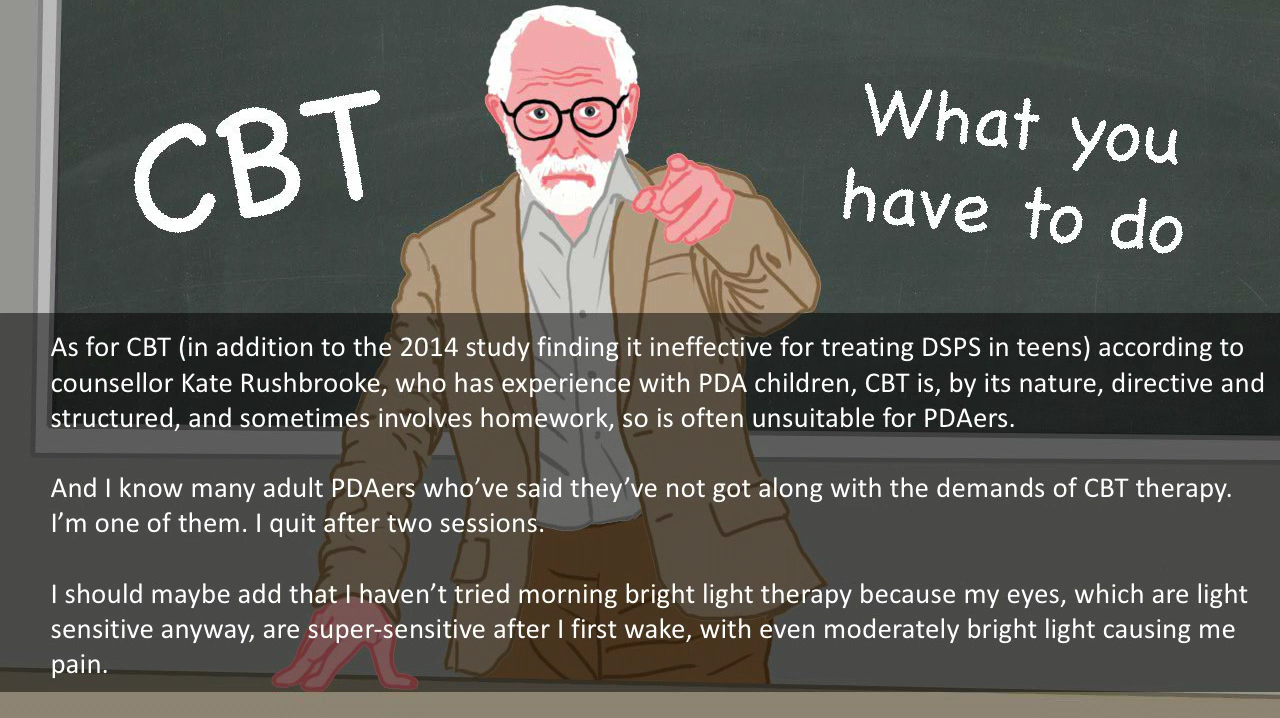 CBT
What you
have to do
As for CBT (in addition to the 2014 study finding it ineffective for treating DSPS in teens) according to
counsellor Kate Rushbrooke, who has experience with PDA children, CBT is, by its nature, directive and
structured, and sometimes involves homework, so is often unsuitable for PDAers.
And I know many adult PDAers who’ve said they’ve not got along with the demands of CBT therapy.
I’m one of them. I quit after two sessions.
I should maybe add that I haven’t tried morning bright light therapy because my eyes, which are light
sensitive anyway, are super-sensitive after I first wake, with even moderately bright light causing me
pain.